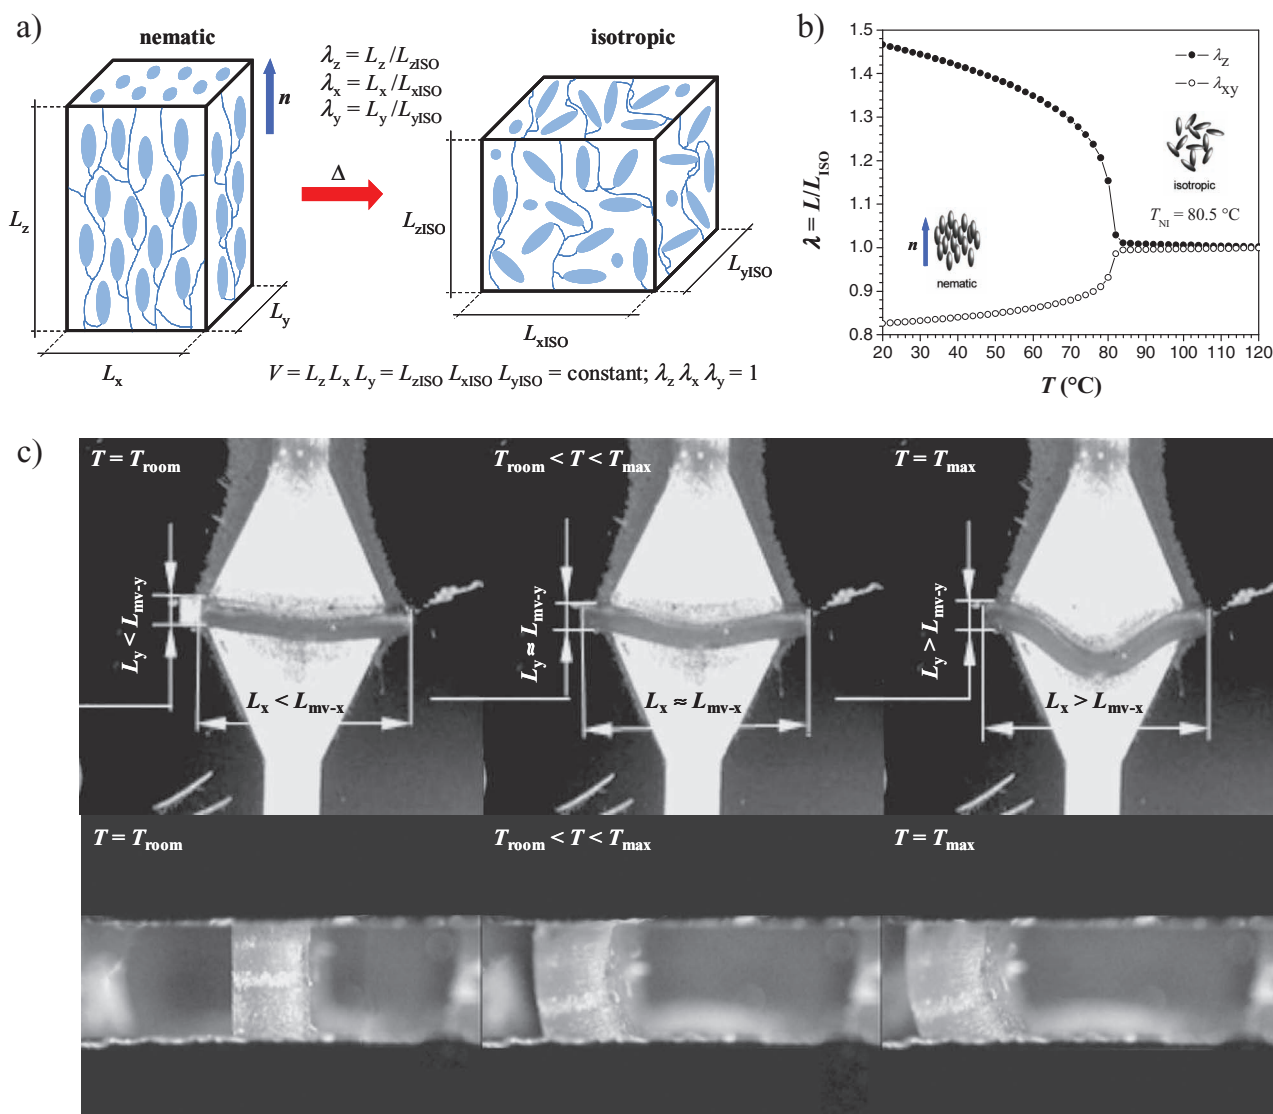 a)
nematic
isotropic
λz = Lz /LzISO
λx = Lx/LxISO
λy = Ly/LyISO
n
Δ
Lz
Lx
Ly
LzISO
LxISO
LyISO
V = Lz Lx Ly = LzISO LxISO LyISO = constant; λz λx λy = 1
b)
1.5
1.4
1.3
1.2
1.1
1.0
0.9
0.8
λ = L/LISO
λz
λxy
isotropic
TNI = 80.5 °C
n
nematic
20 30 40 50 60 70 80 90 100 110 120
T (°C)
c)
T = Troom
Troom < T < Tmax
T = Tmax
Ly < Lmv-y
Lx < Lmv-x
Ly ≈ Lmv-y
Lx ≈ Lmv-x
Ly > Lmv-y
Lx > Lmv-x
T = Troom
Troom < T < Tmax
T = Tmax